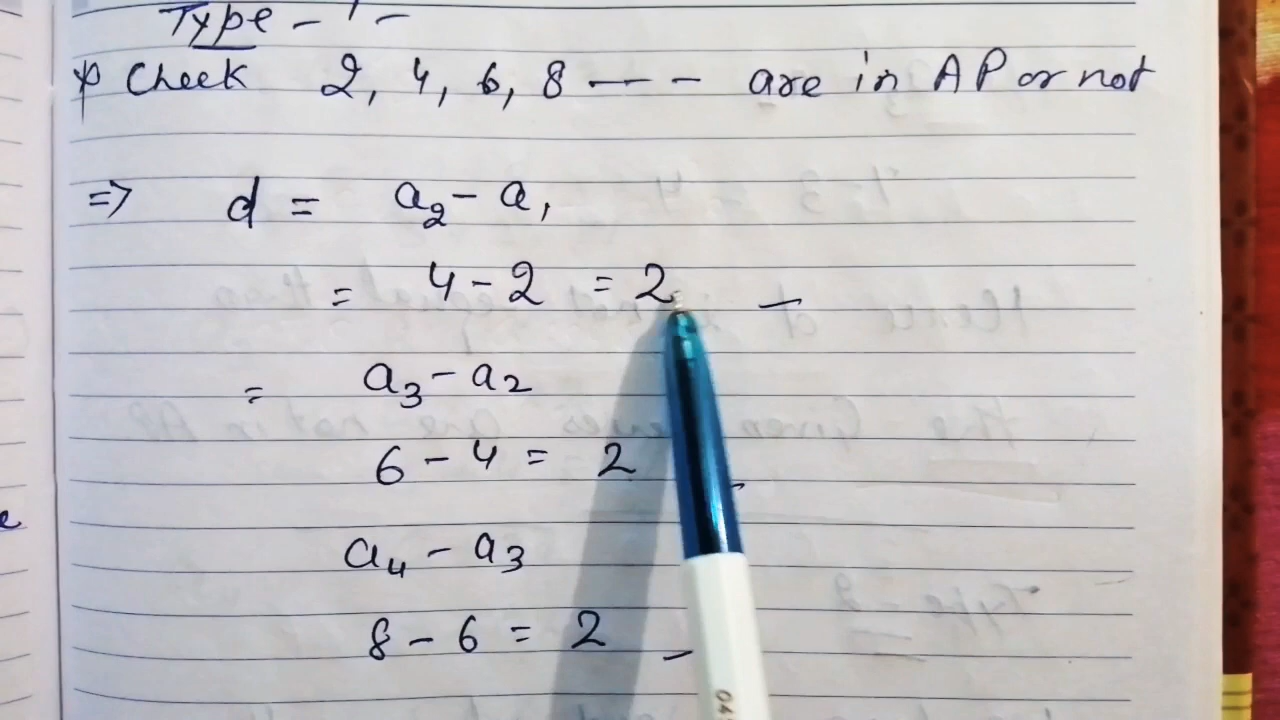 Type - 1 -
Check 2, 4, 6, 8 --- are in AP or not
=> d = a2 - a1
= 4 - 2 = 2
= a3 - a2
6 - 4 = 2
a4 - a3
8 - 6 = 2